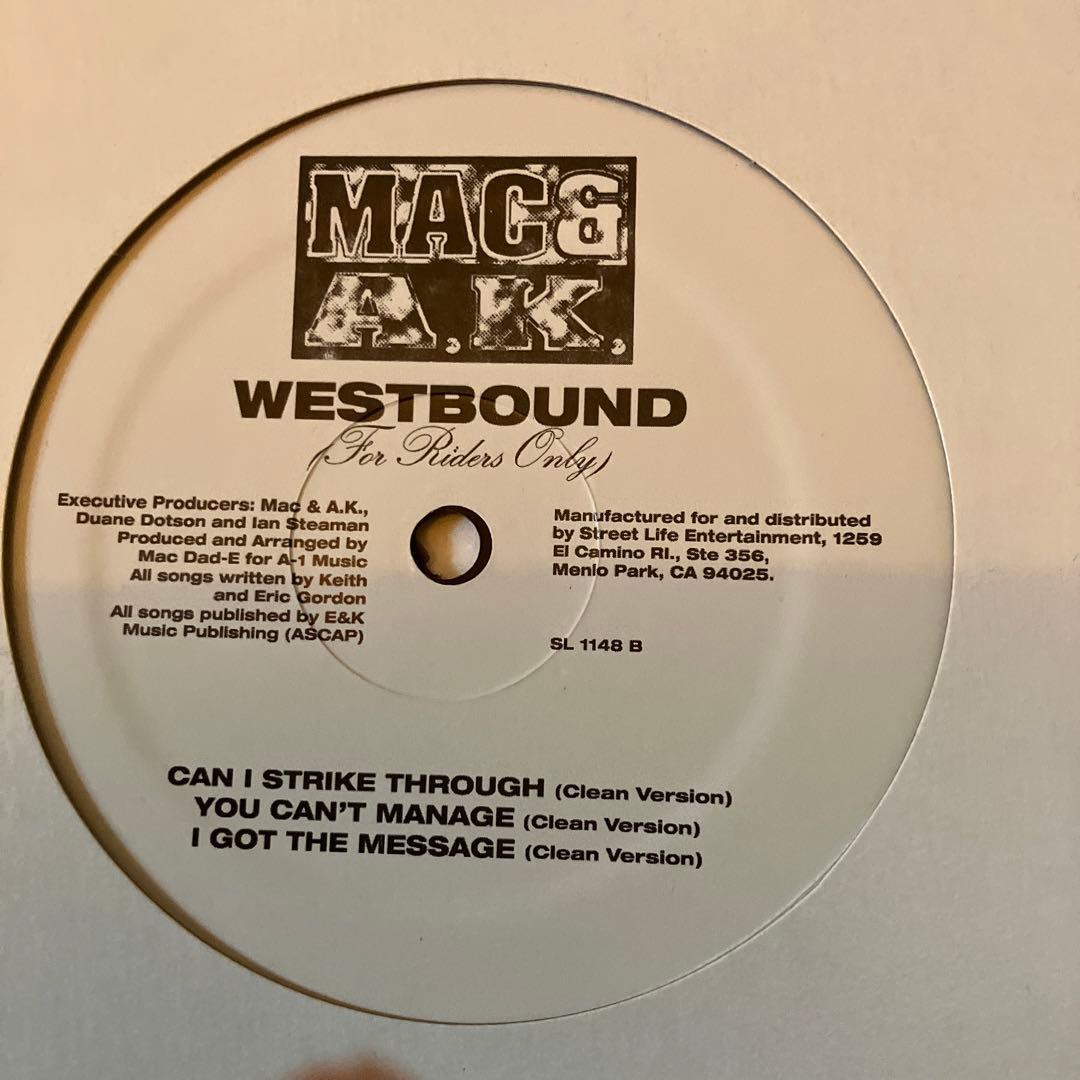 MAC &
A.K.
WESTBOUND
(For Riders Only)
Executive Producers: Mac & A.K.,
Duane Dotson and Ian Steaman
Produced and Arranged by
Mac Dad-E for A-1 Music
All songs written by Keith
and Eric Gordon
All songs published by E&K
Music Publishing (ASCAP)
Manufactured for and distributed
by Street Life Entertainment, 1259
El Camino Rl., Ste 356,
Menlo Park, CA 94025.
SL 1148 B
CAN I STRIKE THROUGH (Clean Version)
YOU CAN'T MANAGE (Clean Version)
I GOT THE MESSAGE (Clean Version)